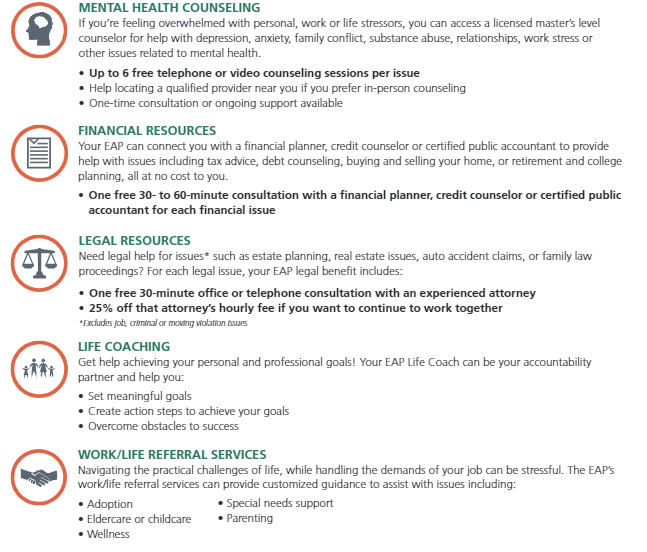 MENTAL HEALTH COUNSELING
If you're feeling overwhelmed with personal, work or life stressors, you can access a licensed master's level
counselor for help with depression, anxiety, family conflict, substance abuse, relationships, work stress or
other issues related to mental health.
• Up to 6 free telephone or video counseling sessions per issue
• Help locating a qualified provider near you if you prefer in-person counseling
• One-time consultation or ongoing support available
FINANCIAL RESOURCES
Your EAP can connect you with a financial planner, credit counselor or certified public accountant to provide
help with issues including tax advice, debt counseling, buying and selling your home, or retirement and college
planning, all at no cost to you.
• One free 30- to 60-minute consultation with a financial planner, credit counselor or certified public
accountant for each financial issue
LEGAL RESOURCES
Need legal help for issues* such as estate planning, real estate issues, auto accident claims, or family law
proceedings? For each legal issue, your EAP legal benefit includes:
• One free 30-minute office or telephone consultation with an experienced attorney
• 25% off that attorney's hourly fee if you want to continue to work together
*Excludes job, criminal or moving violation issues
LIFE COACHING
Get help achieving your personal and professional goals! Your EAP Life Coach can be your accountability
partner and help you:
• Set meaningful goals
• Create action steps to achieve your goals
• Overcome obstacles to success
WORK/LIFE REFERRAL SERVICES
Navigating the practical challenges of life, while handling the demands of your job can be stressful. The EAP's
work/life referral services can provide customized guidance to assist with issues including:
• Adoption
• Eldercare or childcare
• Wellness
• Special needs support
• Parenting